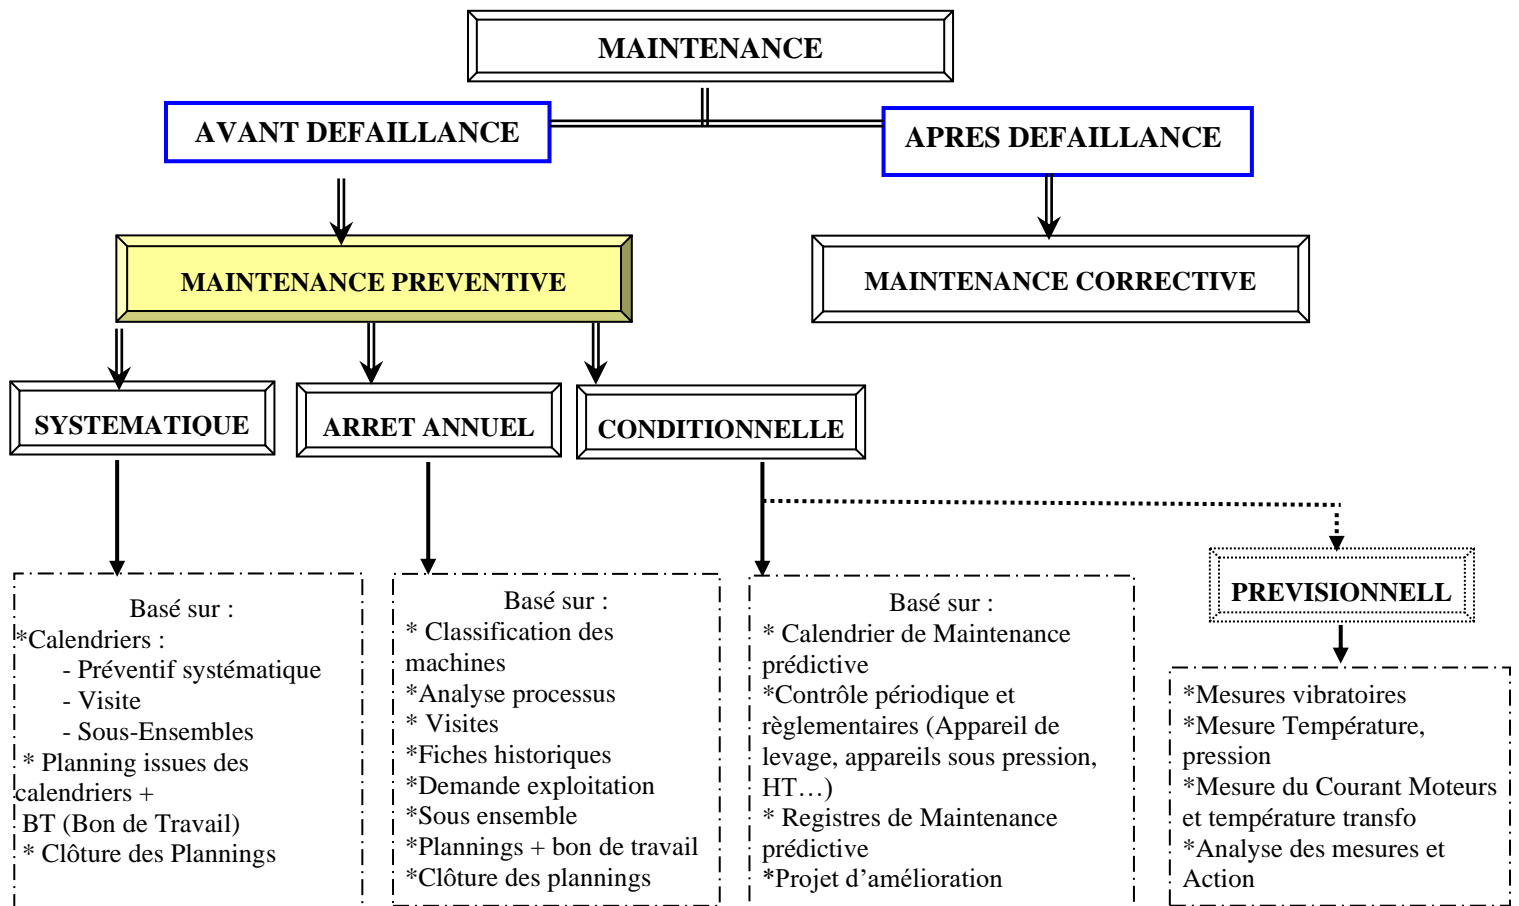 MAINTENANCE
AVANT DEFAILLANCE
APRES DEFAILLANCE
MAINTENANCE PREVENTIVE
MAINTENANCE CORRECTIVE
SYSTEMATIQUE
ARRET ANNUEL
CONDITIONNELLE
PREVISIONNELL
Basé sur :
*Calendriers :
- Préventif systématique
- Visite
- Sous-Ensembles
* Planning issues des
calendriers +
BT (Bon de Travail)
* Clôture des Plannings
Basé sur :
* Classification des
machines
*Analyse processus
* Visites
*Fiches historiques
*Demande exploitation
*Sous ensemble
*Plannings + bon de travail
*Clôture des plannings
Basé sur :
* Calendrier de Maintenance
prédictive
*Contrôle périodique et
règlementaires (Appareil de
levage, appareils sous pression,
HT…)
* Registres de Maintenance
prédictive
*Projet d’amélioration
*Mesures vibratoires
*Mesure Température,
pression
*Mesure du Courant Moteurs
et température transfo
*Analyse des mesures et
Action